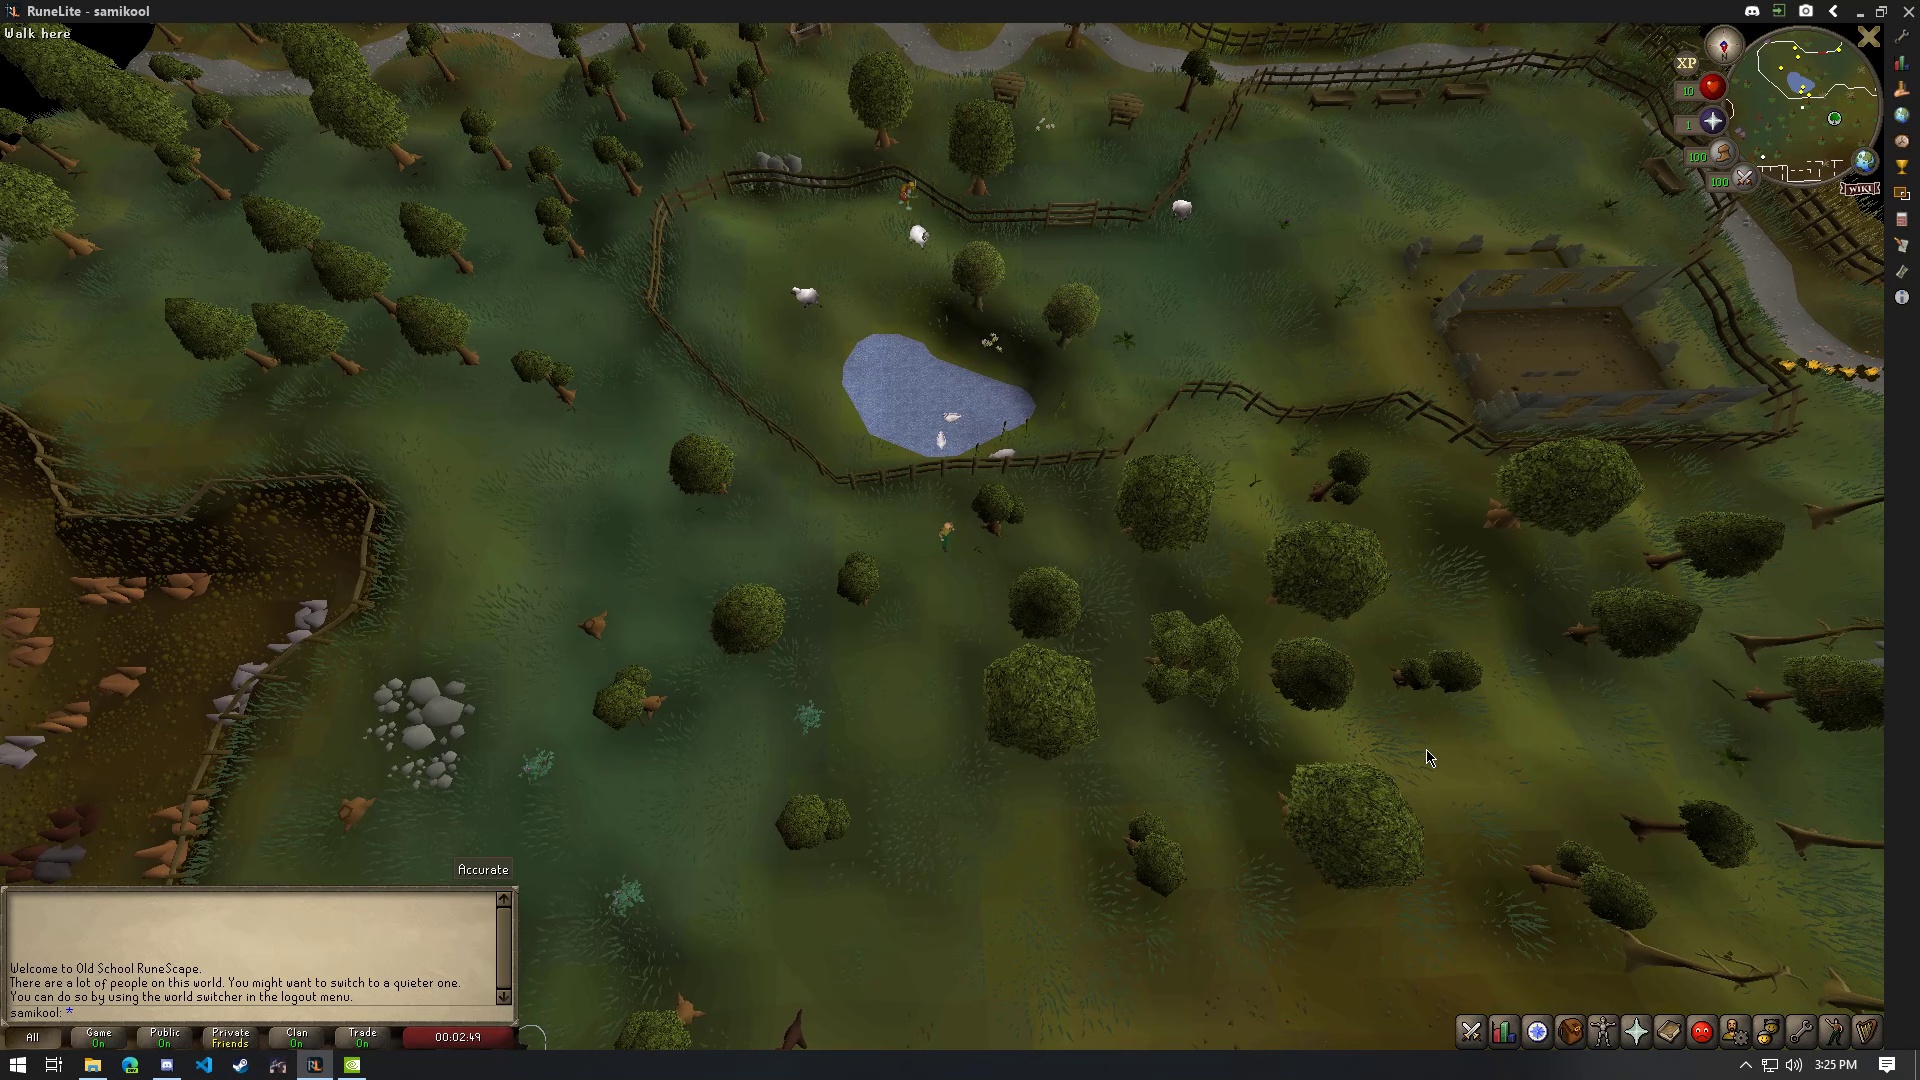 RuneLite - samikool
Walk here
XP
N
10
1
100
100
WIKI
Accurate
Welcome to Old School RuneScape.
There are a lot of people on this world. You might want to switch to a quieter one.
You can do so by using the world switcher in the logout menu.
samikool: *
All
Game
On
Public
On
Private
Friends
Clan
On
Trade
On
00:02:49
3:25 PM